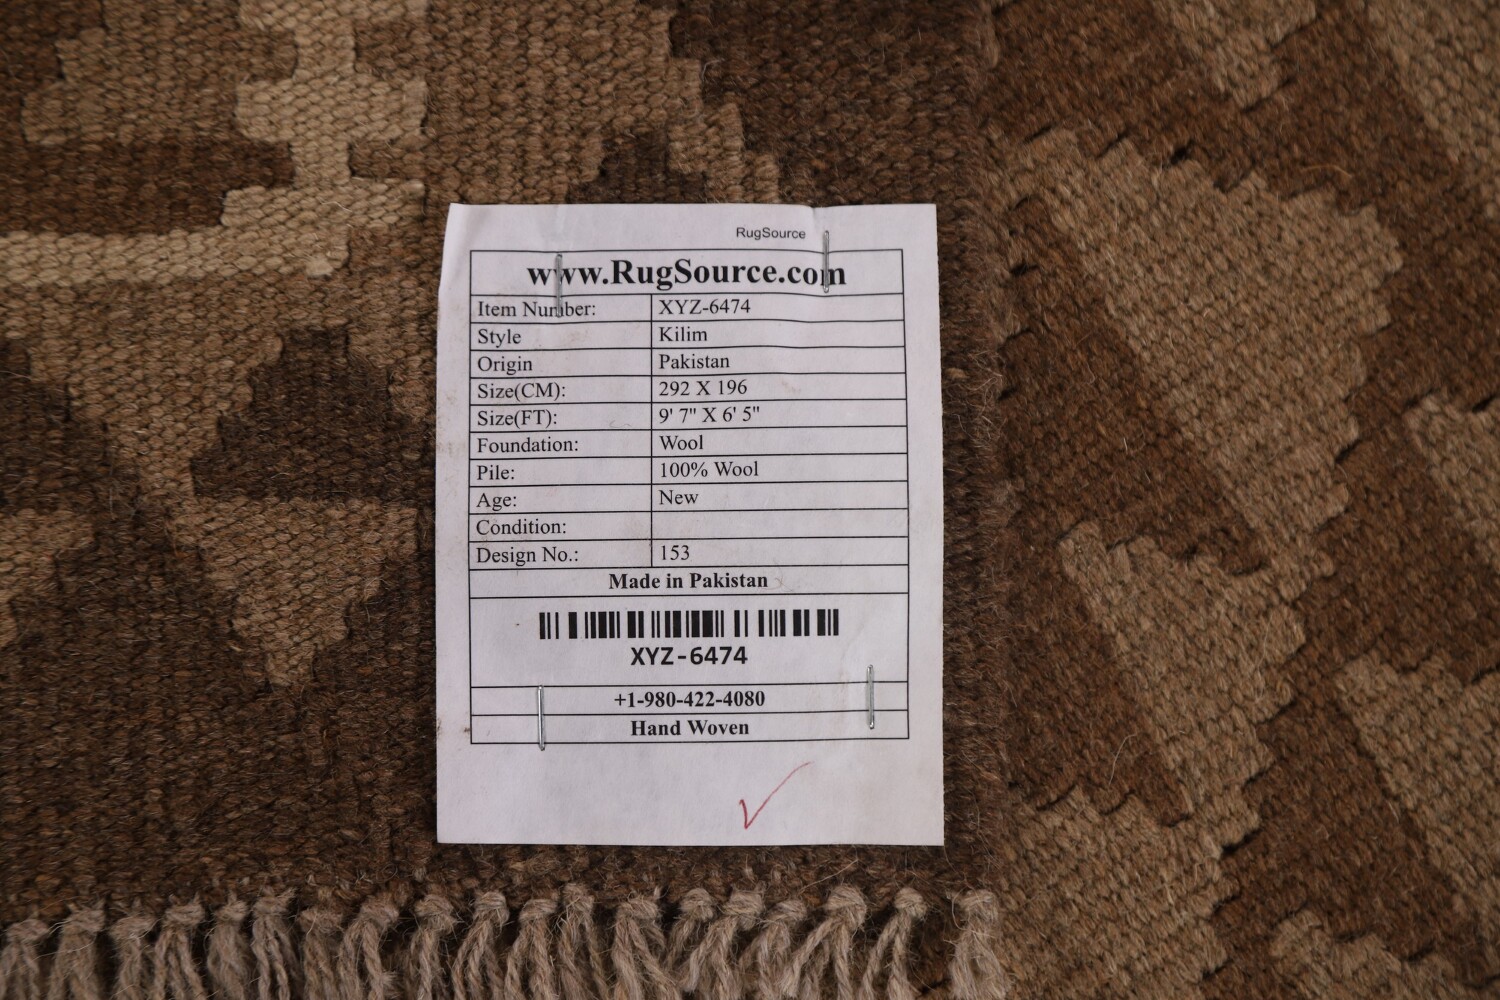 RugSource
www.RugSource.com
Item Number: XYZ-6474
Style Kilim
Origin Pakistan
Size(CM): 292 X 196
Size(FT): 9' 7" X 6' 5"
Foundation: Wool
Pile: 100% Wool
Age: New
Condition:
Design No.: 153
Made in Pakistan
XYZ-6474
+1-980-422-4080
Hand Woven